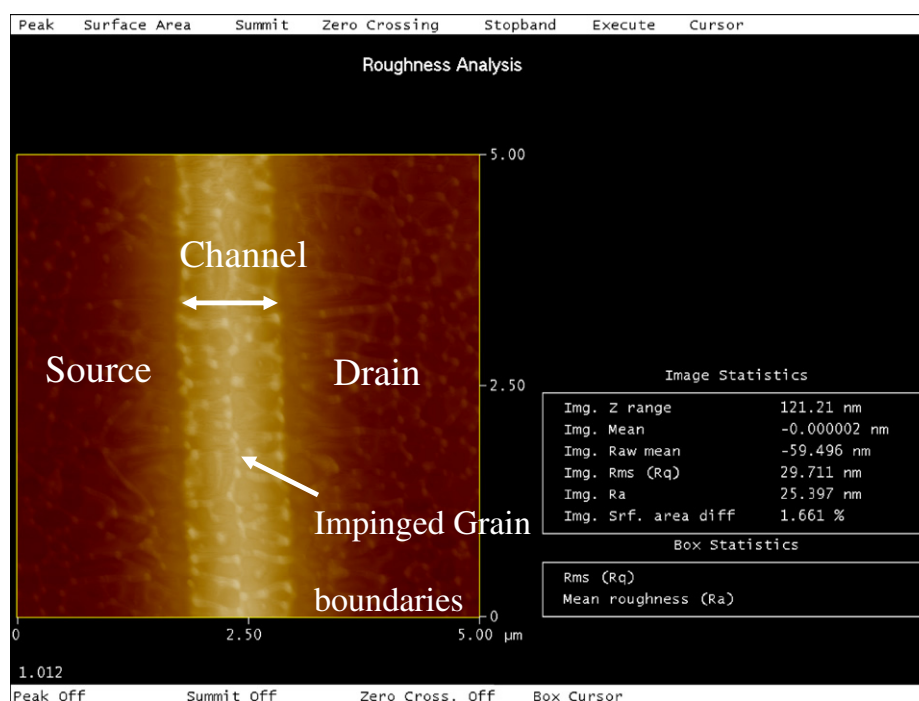 Peak Surface Area Summit Zero Crossing Stopband Execute Cursor
Roughness Analysis
5.00
Channel
Source
Drain
2.50
Impinged Grain
boundaries
0
0 2.50 5.00 µm
Image Statistics
Img. Z range 121.21 nm
Img. Mean -0.000002 nm
Img. Raw mean -59.496 nm
Img. Rms (Rq) 29.711 nm
Img. Ra 25.397 nm
Img. Srf. area diff 1.661 %
Box Statistics
Rms (Rq)
Mean roughness (Ra)
1.012
Peak Off Summit Off Zero Cross. Off Box Cursor